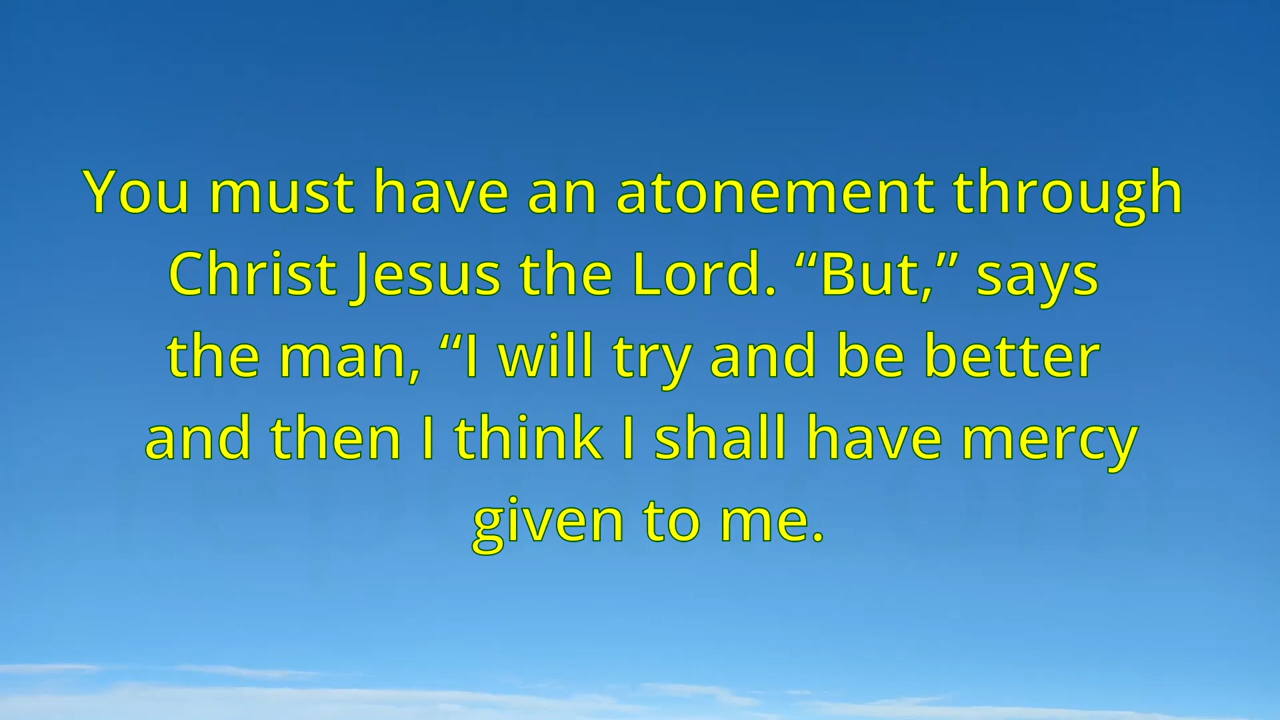 You must have an atonement through
Christ Jesus the Lord. “But,” says
the man, “I will try and be better
and then I think I shall have mercy
given to me.